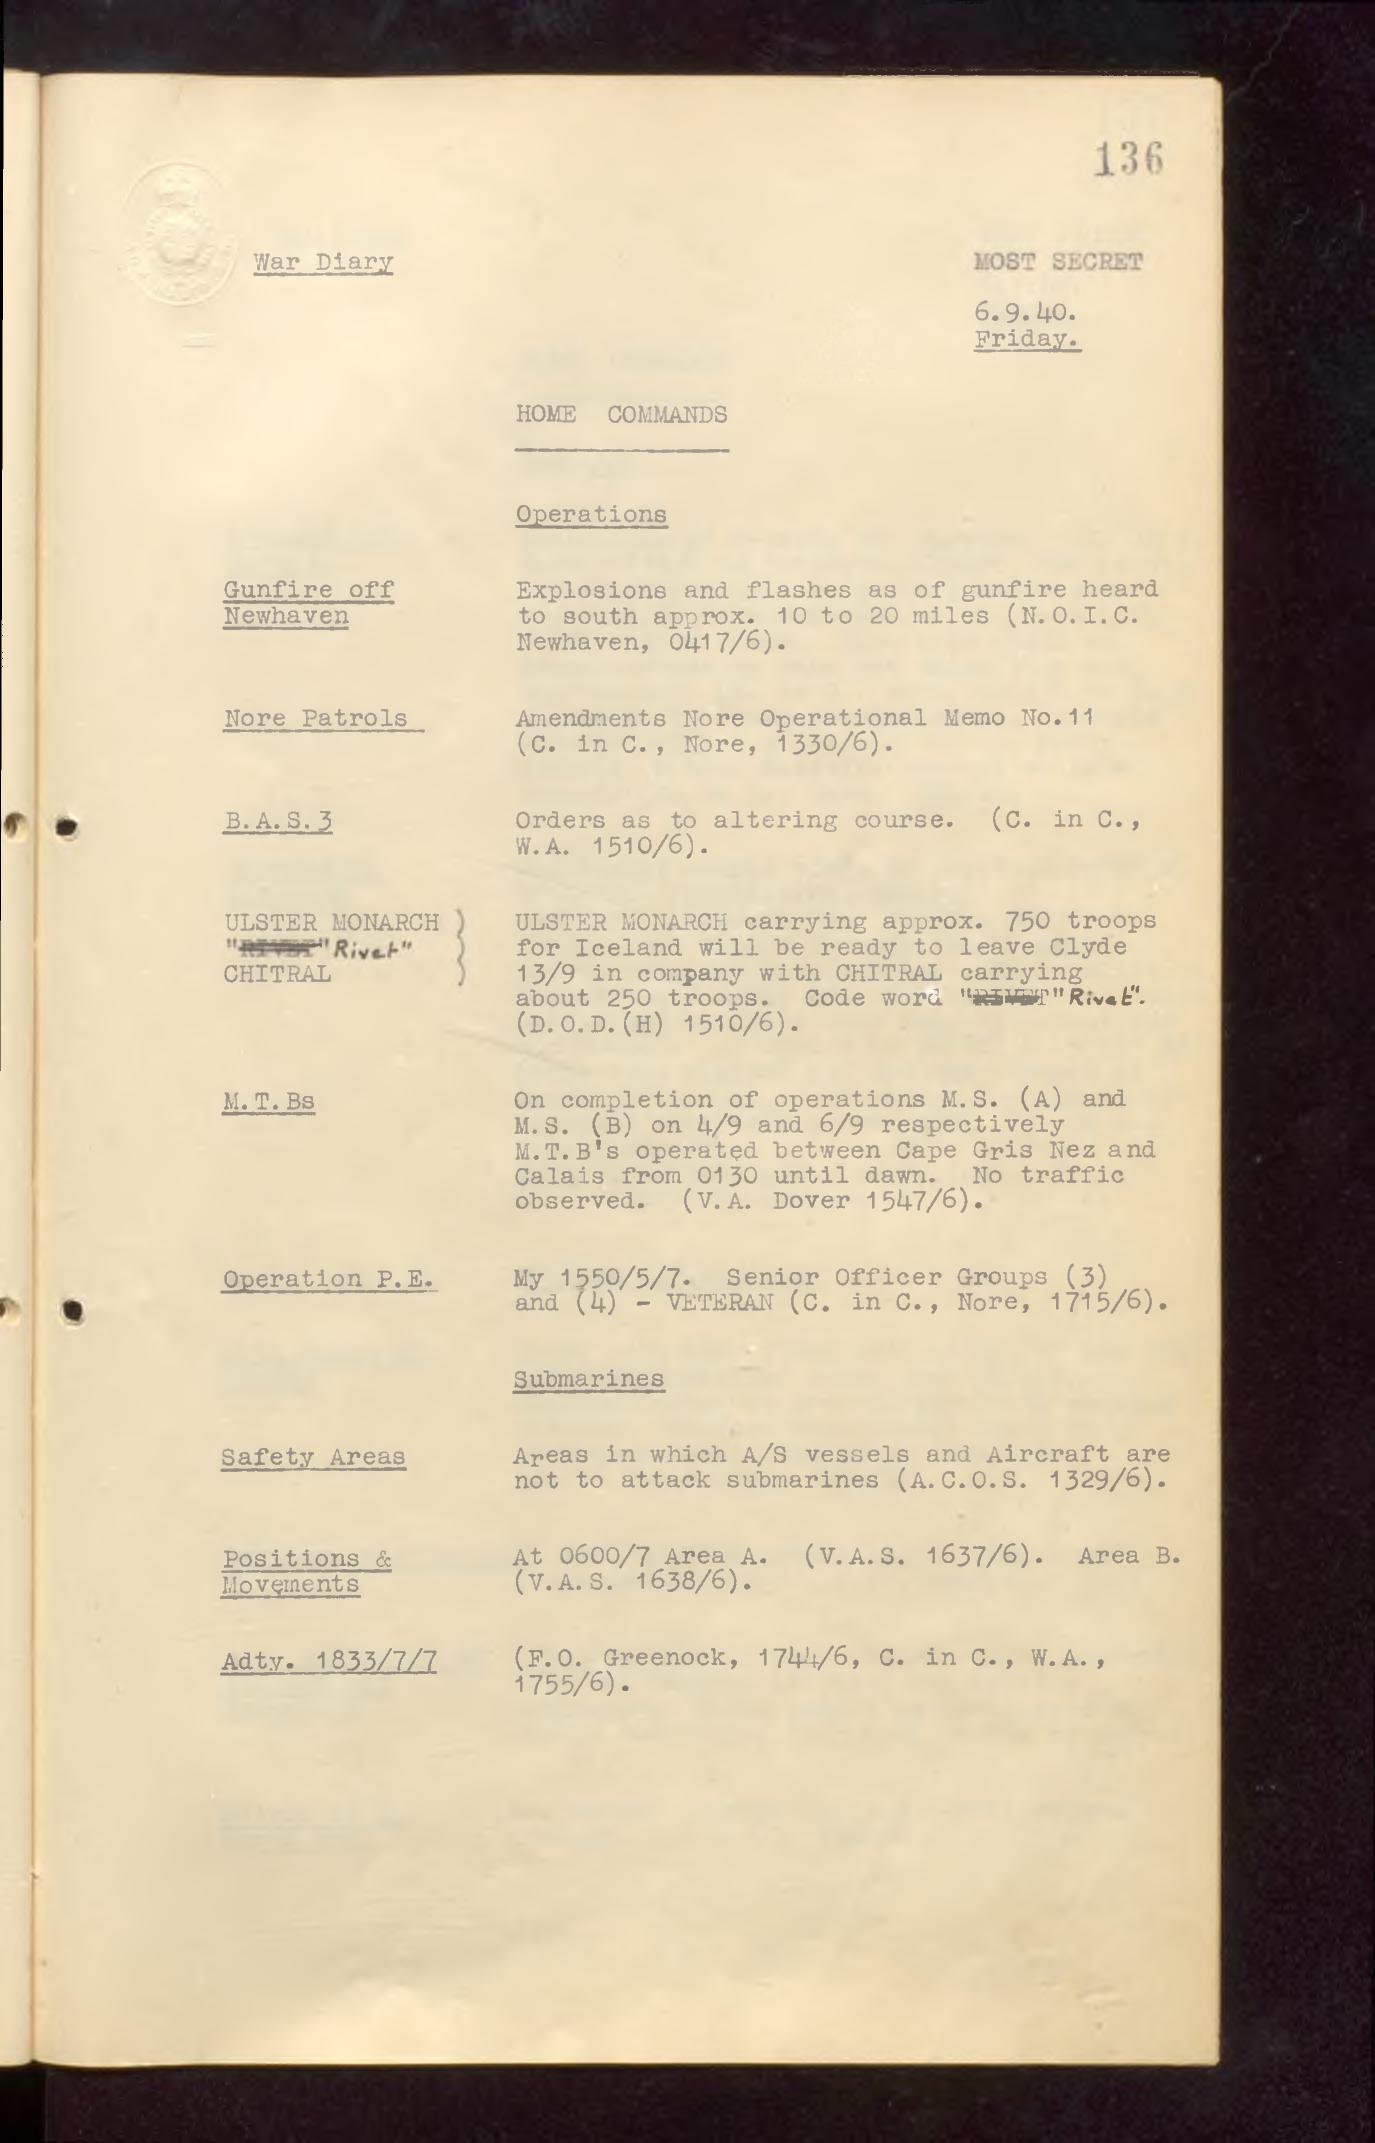 136
War Diary
MOST SECRET
6.9.40.
Friday.
HOME COMMANDS
Operations
Gunfire off
Newhaven
Explosions and flashes as of gunfire heard
to south approx. 10 to 20 miles (N.O.I.C.
Newhaven, 0417/6).
Nore Patrols
Amendments Nore Operational Memo No.11
(C. in C., Nore, 1330/6).
B.A.S.3
Orders as to altering course. (C. in C.,
W.A. 1510/6).
ULSTER MONARCH )
"Rivet" )
CHITRAL )
ULSTER MONARCH carrying approx. 750 troops
for Iceland will be ready to leave Clyde
13/9 in company with CHITRAL carrying
about 250 troops. Code word "Rivet".
(D.O.D.(H) 1510/6).
M.T.Bs
On completion of operations M.S. (A) and
M.S. (B) on 4/9 and 6/9 respectively
M.T.B's operated between Cape Gris Nez and
Calais from 0130 until dawn. No traffic
observed. (V.A. Dover 1547/6).
Operation P.E.
My 1550/5/7. Senior Officer Groups (3)
and (4) - VETERAN (C. in C., Nore, 1715/6).
Submarines
Safety Areas
Areas in which A/S vessels and Aircraft are
not to attack submarines (A.C.O.S. 1329/6).
Positions &
Movements
At 0600/7 Area A. (V.A.S. 1637/6). Area B.
(V.A.S. 1638/6).
Adty. 1833/7/7
(F.O. Greenock, 1744/6, C. in C., W.A.,
1755/6).